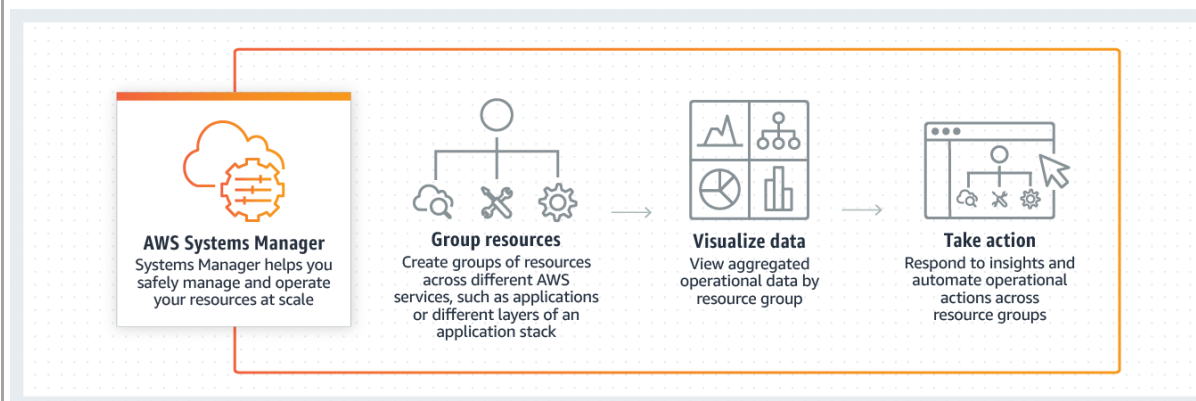 AWS Systems Manager
Systems Manager helps you
safely manage and operate
your resources at scale
Group resources
Create groups of resources
across different AWS
services, such as applications
or different layers of an
application stack
Visualize data
View aggregated
operational data by
resource group
Take action
Respond to insights and
automate operational
actions across
resource groups